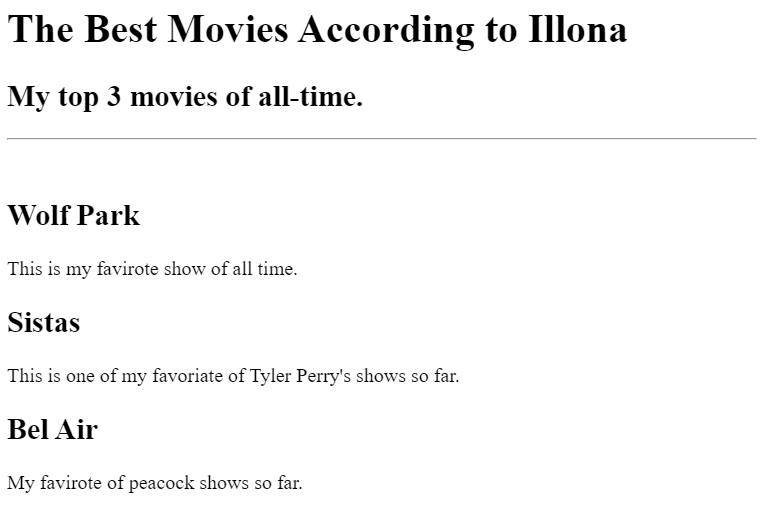 The Best Movies According to Illona
My top 3 movies of all-time.
Wolf Park
This is my favirote show of all time.
Sistas
This is one of my favoriate of Tyler Perry's shows so far.
Bel Air
My favirote of peacock shows so far.